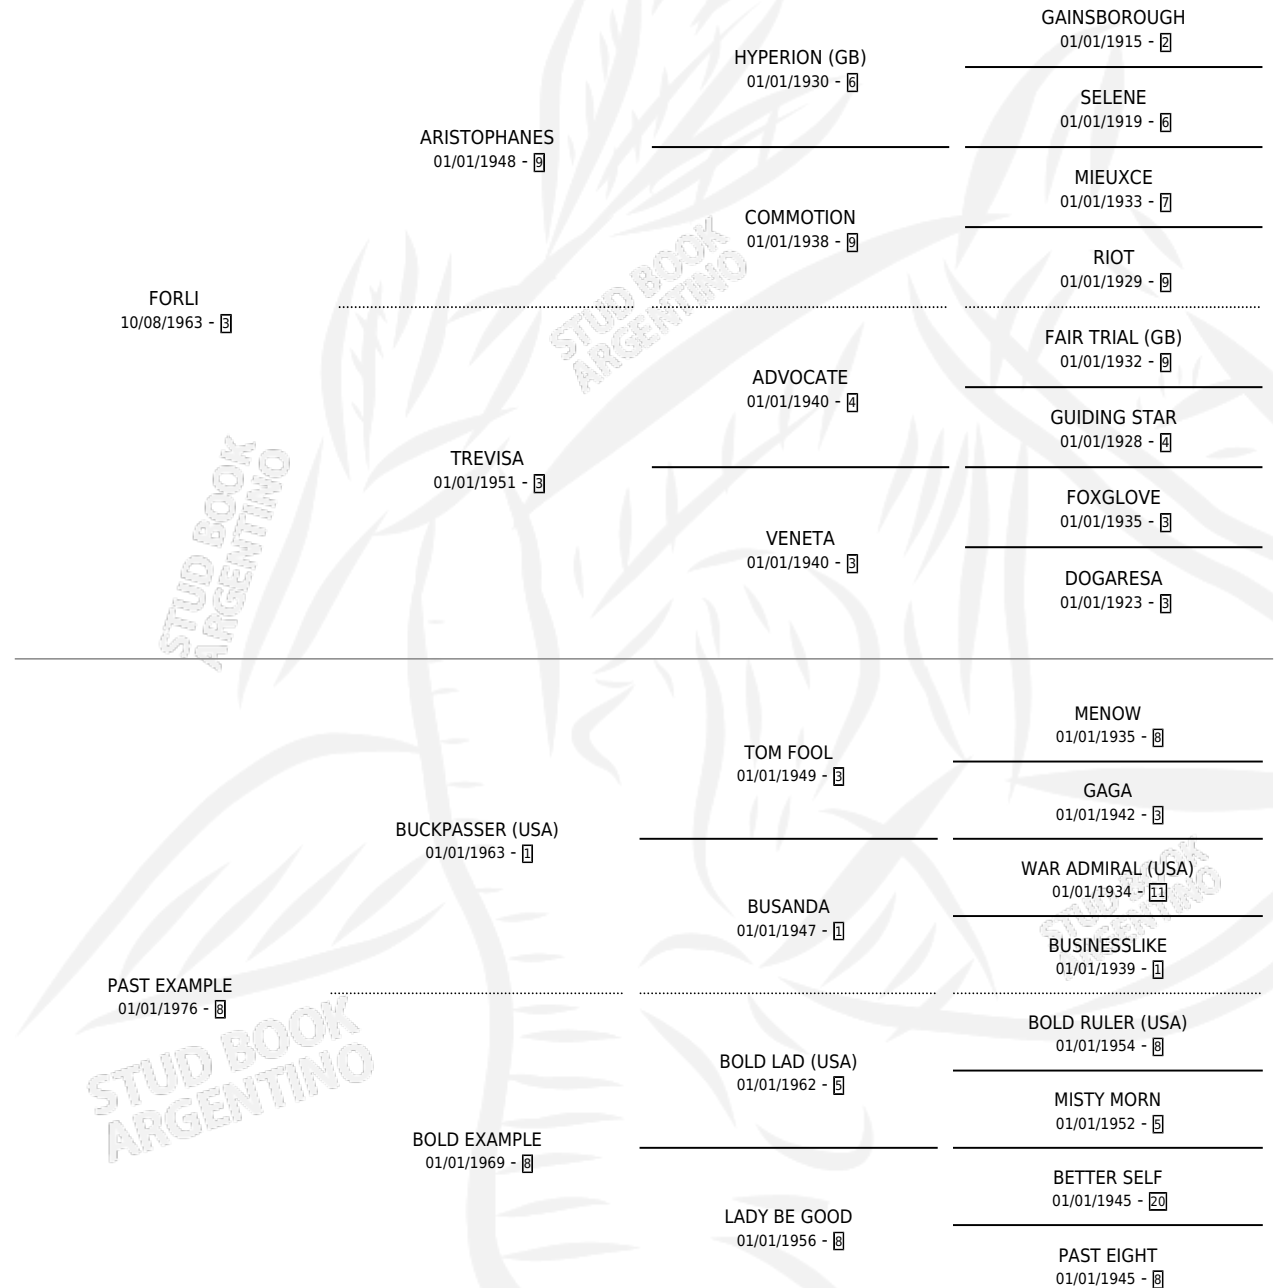 GAINSBOROUGH
01/01/1915 - 2
HYPERION (GB)
01/01/1930 - 6
SELENE
01/01/1919 - 6
ARISTOPHANES
01/01/1948 - 9
MIEUXCE
01/01/1933 - 7
COMMOTION
01/01/1938 - 9
RIOT
01/01/1929 - 9
FORLI
10/08/1963 - 3
FAIR TRIAL (GB)
01/01/1932 - 9
ADVOCATE
01/01/1940 - 4
GUIDING STAR
01/01/1928 - 4
TREVISA
01/01/1951 - 3
FOXGLOVE
01/01/1935 - 3
VENETA
01/01/1940 - 3
DOGARESA
01/01/1923 - 3
MENOW
01/01/1935 - 8
TOM FOOL
01/01/1949 - 3
GAGA
01/01/1942 - 3
BUCKPASSER (USA)
01/01/1963 - 1
WAR ADMIRAL (USA)
01/01/1934 - 11
BUSANDA
01/01/1947 - 1
BUSINESSLIKE
01/01/1939 - 1
PAST EXAMPLE
01/01/1976 - 8
BOLD RULER (USA)
01/01/1954 - 8
BOLD LAD (USA)
01/01/1962 - 5
MISTY MORN
01/01/1952 - 5
BOLD EXAMPLE
01/01/1969 - 8
BETTER SELF
01/01/1945 - 20
LADY BE GOOD
01/01/1956 - 8
PAST EIGHT
01/01/1945 - 8
STUD BOOK
ARGENTINO
STUD BOOK
ARGENTINO
STUD BOOK
ARGENTINO
STUD BOOK
ARGENTINO